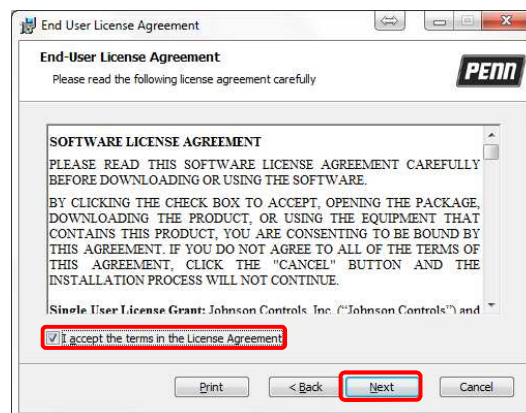 End User License Agreement
End-User License Agreement
Please read the following license agreement carefully
PENN
SOFTWARE LICENSE AGREEMENT
PLEASE READ THIS SOFTWARE LICENSE AGREEMENT CAREFULLY
BEFORE DOWNLOADING OR USING THE SOFTWARE.
BY CLICKING THE CHECK BOX TO ACCEPT, OPENING THE PACKAGE,
DOWNLOADING THE PRODUCT, OR USING THE EQUIPMENT THAT
CONTAINS THIS PRODUCT, YOU ARE CONSENTING TO BE BOUND BY
THIS AGREEMENT. IF YOU DO NOT AGREE TO ALL OF THE TERMS OF
THIS AGREEMENT, CLICK THE "CANCEL" BUTTON AND THE
INSTALLATION PROCESS WILL NOT CONTINUE.
Single User License Grant: Johnson Controls, Inc. ("Johnson Controls") and
I accept the terms in the License Agreement
Print
< Back
Next
Cancel